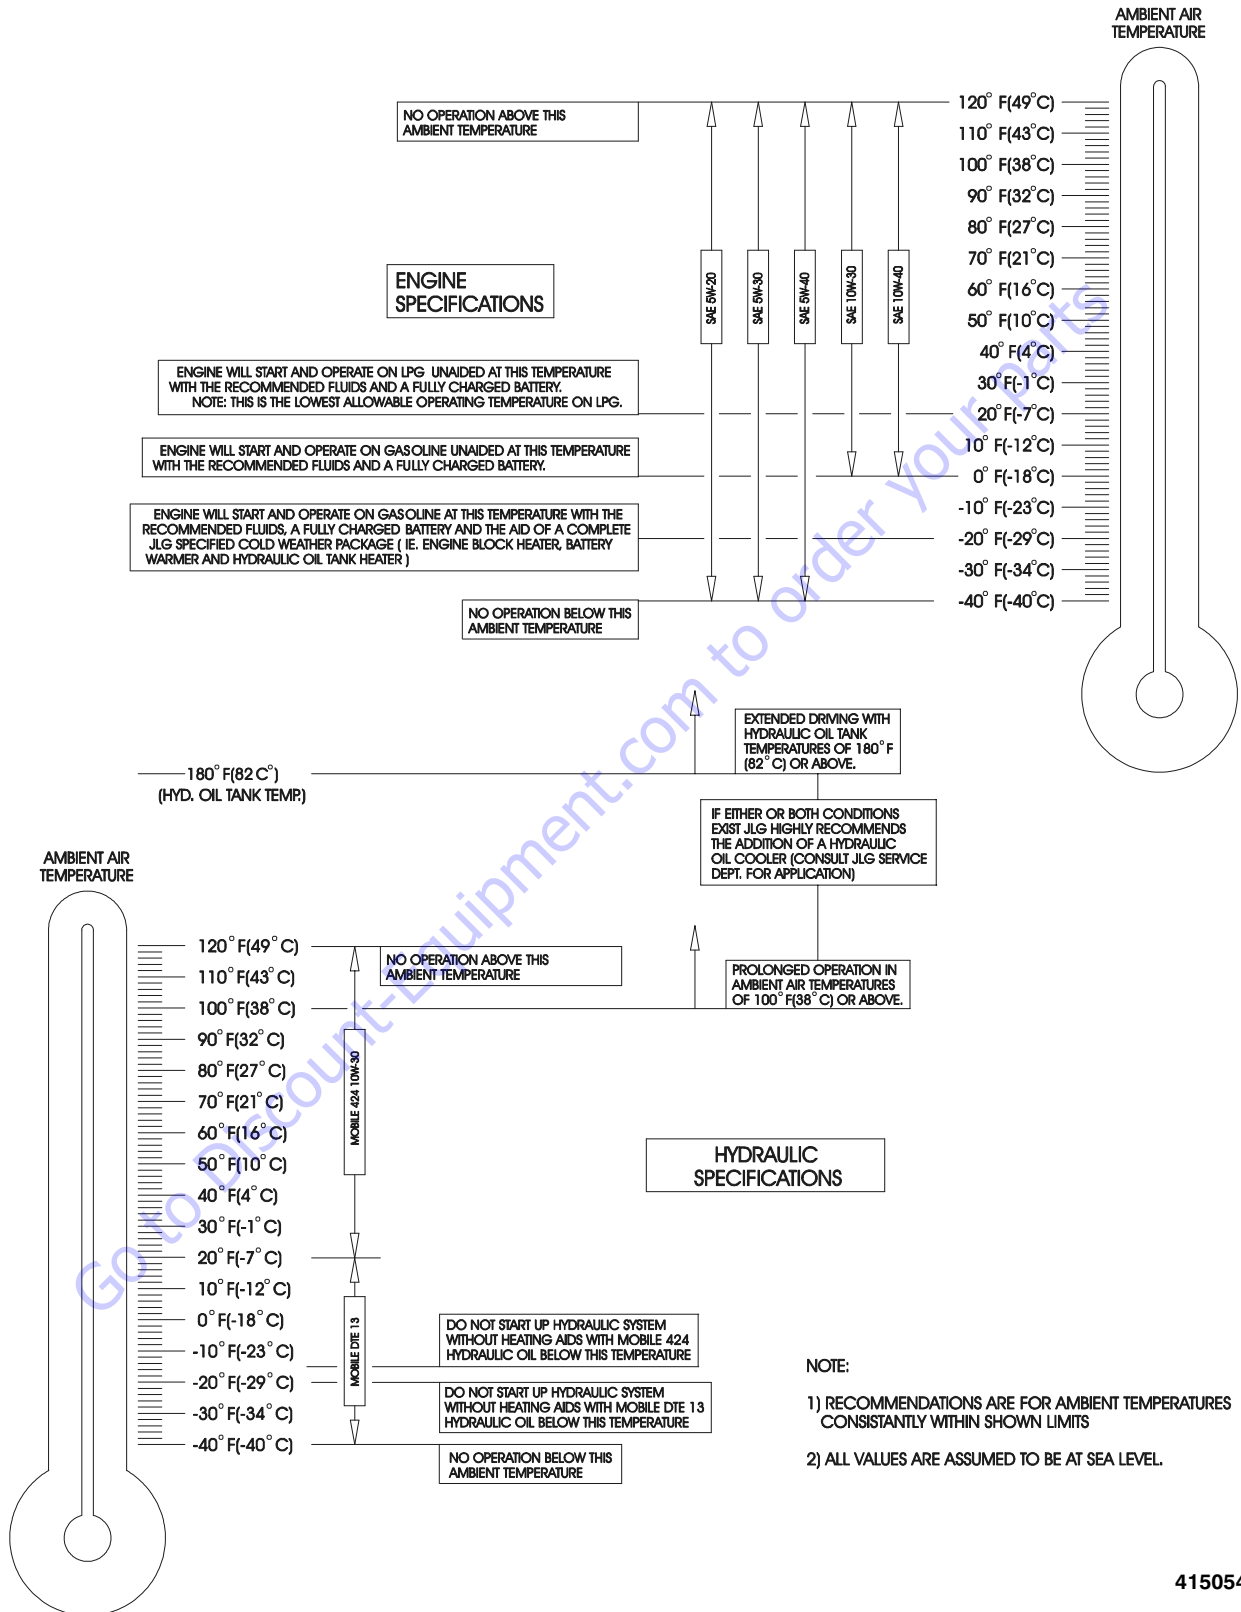 AMBIENT AIR
TEMPERATURE
NO OPERATION ABOVE THIS
AMBIENT TEMPERATURE
120° F(49°C)
110° F(43°C)
100° F(38°C)
90° F(32°C)
80° F(27°C)
70° F(21°C)
60° F(16°C)
50° F(10°C)
40° F(4°C)
30°F(-1°C)
20°F(-7°C)
10°F(-12°C)
0°F(-18°C)
-10°F(-23°C)
-20°F(-29°C)
-30°F(-34°C)
-40°F(-40°C)
SAE 5W-20
SAE 5W-30
SAE 5W-40
SAE 10W-30
SAE 10W-40
ENGINE
SPECIFICATIONS
ENGINE WILL START AND OPERATE ON LPG UNAIDED AT THIS TEMPERATURE
WITH THE RECOMMENDED FLUIDS AND A FULLY CHARGED BATTERY.
NOTE: THIS IS THE LOWEST ALLOWABLE OPERATING TEMPERATURE ON LPG.
ENGINE WILL START AND OPERATE ON GASOLINE UNAIDED AT THIS TEMPERATURE
WITH THE RECOMMENDED FLUIDS AND A FULLY CHARGED BATTERY.
ENGINE WILL START AND OPERATE ON GASOLINE AT THIS TEMPERATURE WITH THE
RECOMMENDED FLUIDS, A FULLY CHARGED BATTERY AND THE AID OF A COMPLETE
JLG SPECIFIED COLD WEATHER PACKAGE ( IE. ENGINE BLOCK HEATER, BATTERY
WARMER AND HYDRAULIC OIL TANK HEATER )
NO OPERATION BELOW THIS
AMBIENT TEMPERATURE
EXTENDED DRIVING WITH
HYDRAULIC OIL TANK
TEMPERATURES OF 180°F
(82°C) OR ABOVE.
180°F(82C°)
(HYD. OIL TANK TEMP.)
IF EITHER OR BOTH CONDITIONS
EXIST JLG HIGHLY RECOMMENDS
THE ADDITION OF A HYDRAULIC
OIL COOLER (CONSULT JLG SERVICE
DEPT. FOR APPLICATION)
AMBIENT AIR
TEMPERATURE
120°F(49°C)
110°F(43°C)
100°F(38°C)
90°F(32°C)
80°F(27°C)
70°F(21°C)
60°F(16°C)
50°F(10°C)
40°F(4°C)
30°F(-1°C)
20°F(-7°C)
10°F(-12°C)
0°F(-18°C)
-10°F(-23°C)
-20°F(-29°C)
-30°F(-34°C)
-40°F(-40°C)
NO OPERATION ABOVE THIS
AMBIENT TEMPERATURE
PROLONGED OPERATION IN
AMBIENT AIR TEMPERATURES
OF 100°F(38°C) OR ABOVE.
MOBILE 424 10W-30
MOBILE DTE 13
HYDRAULIC
SPECIFICATIONS
DO NOT START UP HYDRAULIC SYSTEM
WITHOUT HEATING AIDS WITH MOBILE 424
HYDRAULIC OIL BELOW THIS TEMPERATURE
DO NOT START UP HYDRAULIC SYSTEM
WITHOUT HEATING AIDS WITH MOBILE DTE 13
HYDRAULIC OIL BELOW THIS TEMPERATURE
NO OPERATION BELOW THIS
AMBIENT TEMPERATURE
NOTE:
1) RECOMMENDATIONS ARE FOR AMBIENT TEMPERATURES
CONSISTANTLY WITHIN SHOWN LIMITS
2) ALL VALUES ARE ASSUMED TO BE AT SEA LEVEL.
Go to Discount-Equipment.com to order your parts
415054